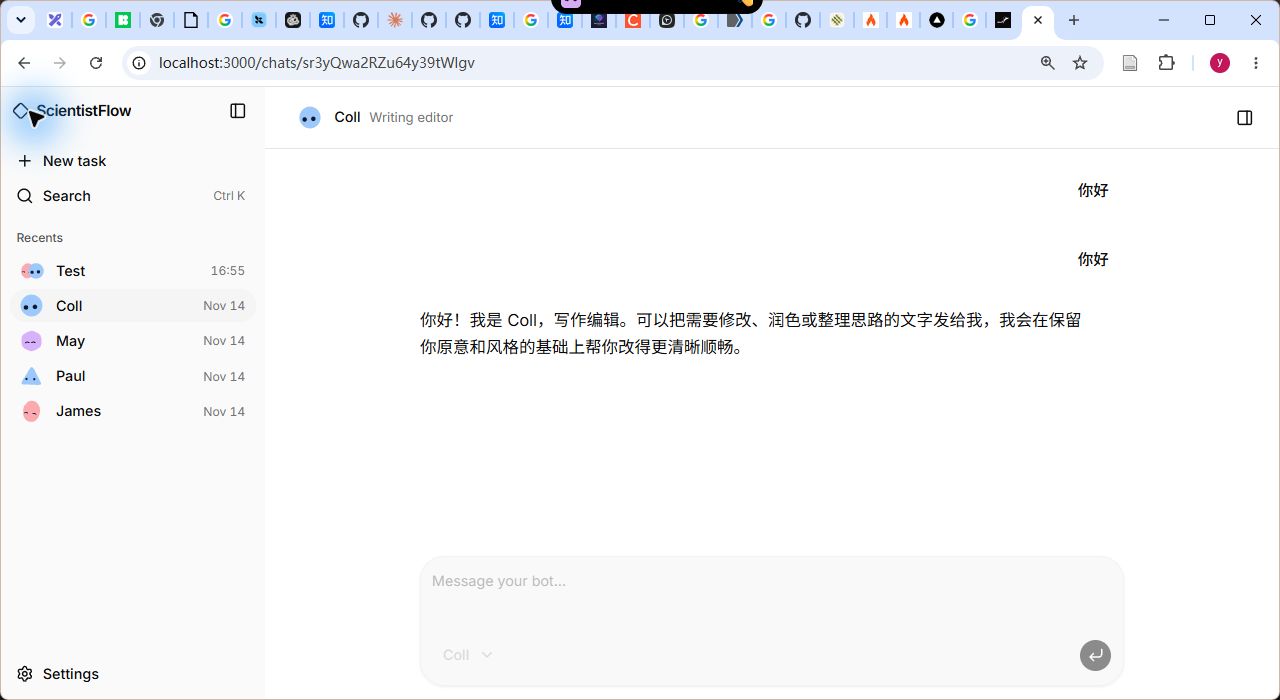 localhost:3000/chats/sr3yQwa2RZu64y39tWIgv
y
ScientistFlow
Coll Writing editor
New task
Search Ctrl K
Recents
Test 16:55
Coll Nov 14
May Nov 14
Paul Nov 14
James Nov 14
Settings
你好
你好
你好！我是 Coll，写作编辑。可以把需要修改、润色或整理思路的文字发给我，我会在保留
你原意和风格的基础上帮你改得更清晰顺畅。
Message your bot...
Coll